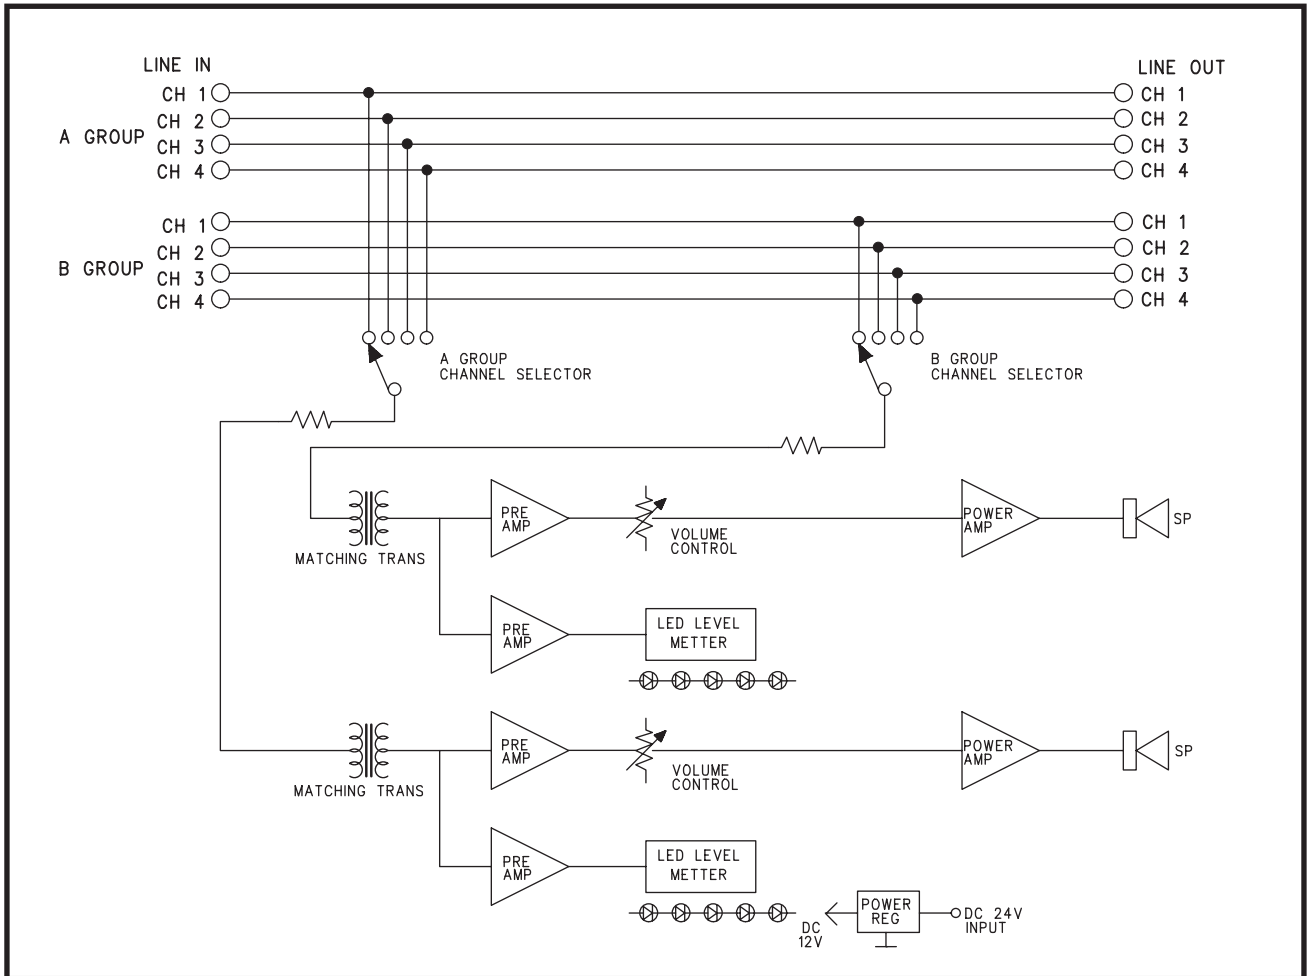 LINE IN
LINE OUT
CH 1
CH 1
CH 2
CH 2
A GROUP
CH 3
CH 3
CH 4
CH 4
CH 1
CH 1
CH 2
CH 2
B GROUP
CH 3
CH 3
CH 4
CH 4
A GROUP
CHANNEL SELECTOR
B GROUP
CHANNEL SELECTOR
PRE
AMP
VOLUME
CONTROL
POWER
AMP
SP
MATCHING TRANS
PRE
AMP
LED LEVEL
METTER
PRE
AMP
VOLUME
CONTROL
POWER
AMP
SP
MATCHING TRANS
PRE
AMP
LED LEVEL
METTER
DC
12V
POWER
REG
DC 24V
INPUT